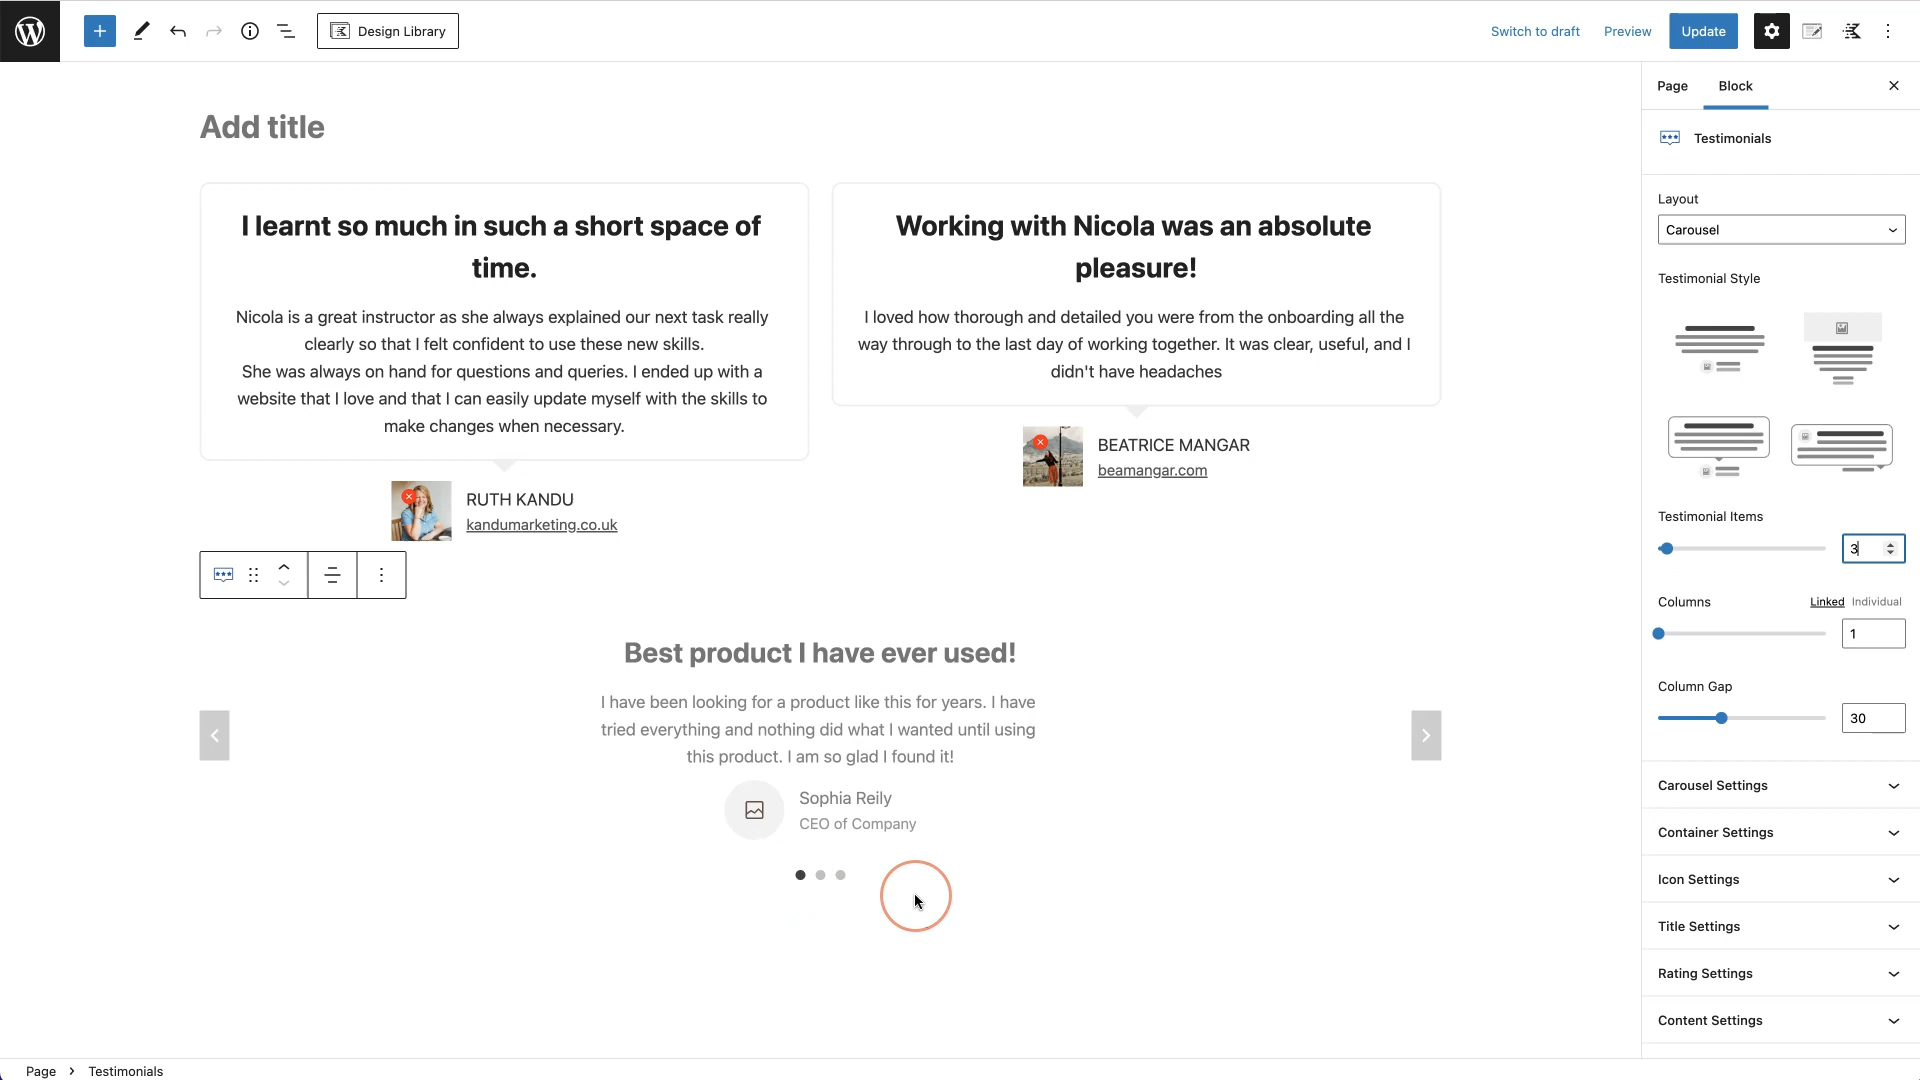 Design Library
Switch to draft
Preview
Update
Page
Block
Add title
Testimonials
Layout
Carousel
I learnt so much in such a short space of
time.
Nicola is a great instructor as she always explained our next task really
clearly so that I felt confident to use these new skills.
She was always on hand for questions and queries. I ended up with a
website that I love and that I can easily update myself with the skills to
make changes when necessary.
RUTH KANDU
kandumarketing.co.uk
Working with Nicola was an absolute
pleasure!
I loved how thorough and detailed you were from the onboarding all the
way through to the last day of working together. It was clear, useful, and I
didn't have headaches
BEATRICE MANGAR
beamangar.com
Testimonial Style
Testimonial Items
3
Columns
Linked Individual
1
Column Gap
30
Best product I have ever used!
I have been looking for a product like this for years. I have
tried everything and nothing did what I wanted until using
this product. I am so glad I found it!
Sophia Reily
CEO of Company
Carousel Settings
Container Settings
Icon Settings
Title Settings
Rating Settings
Content Settings
Page > Testimonials